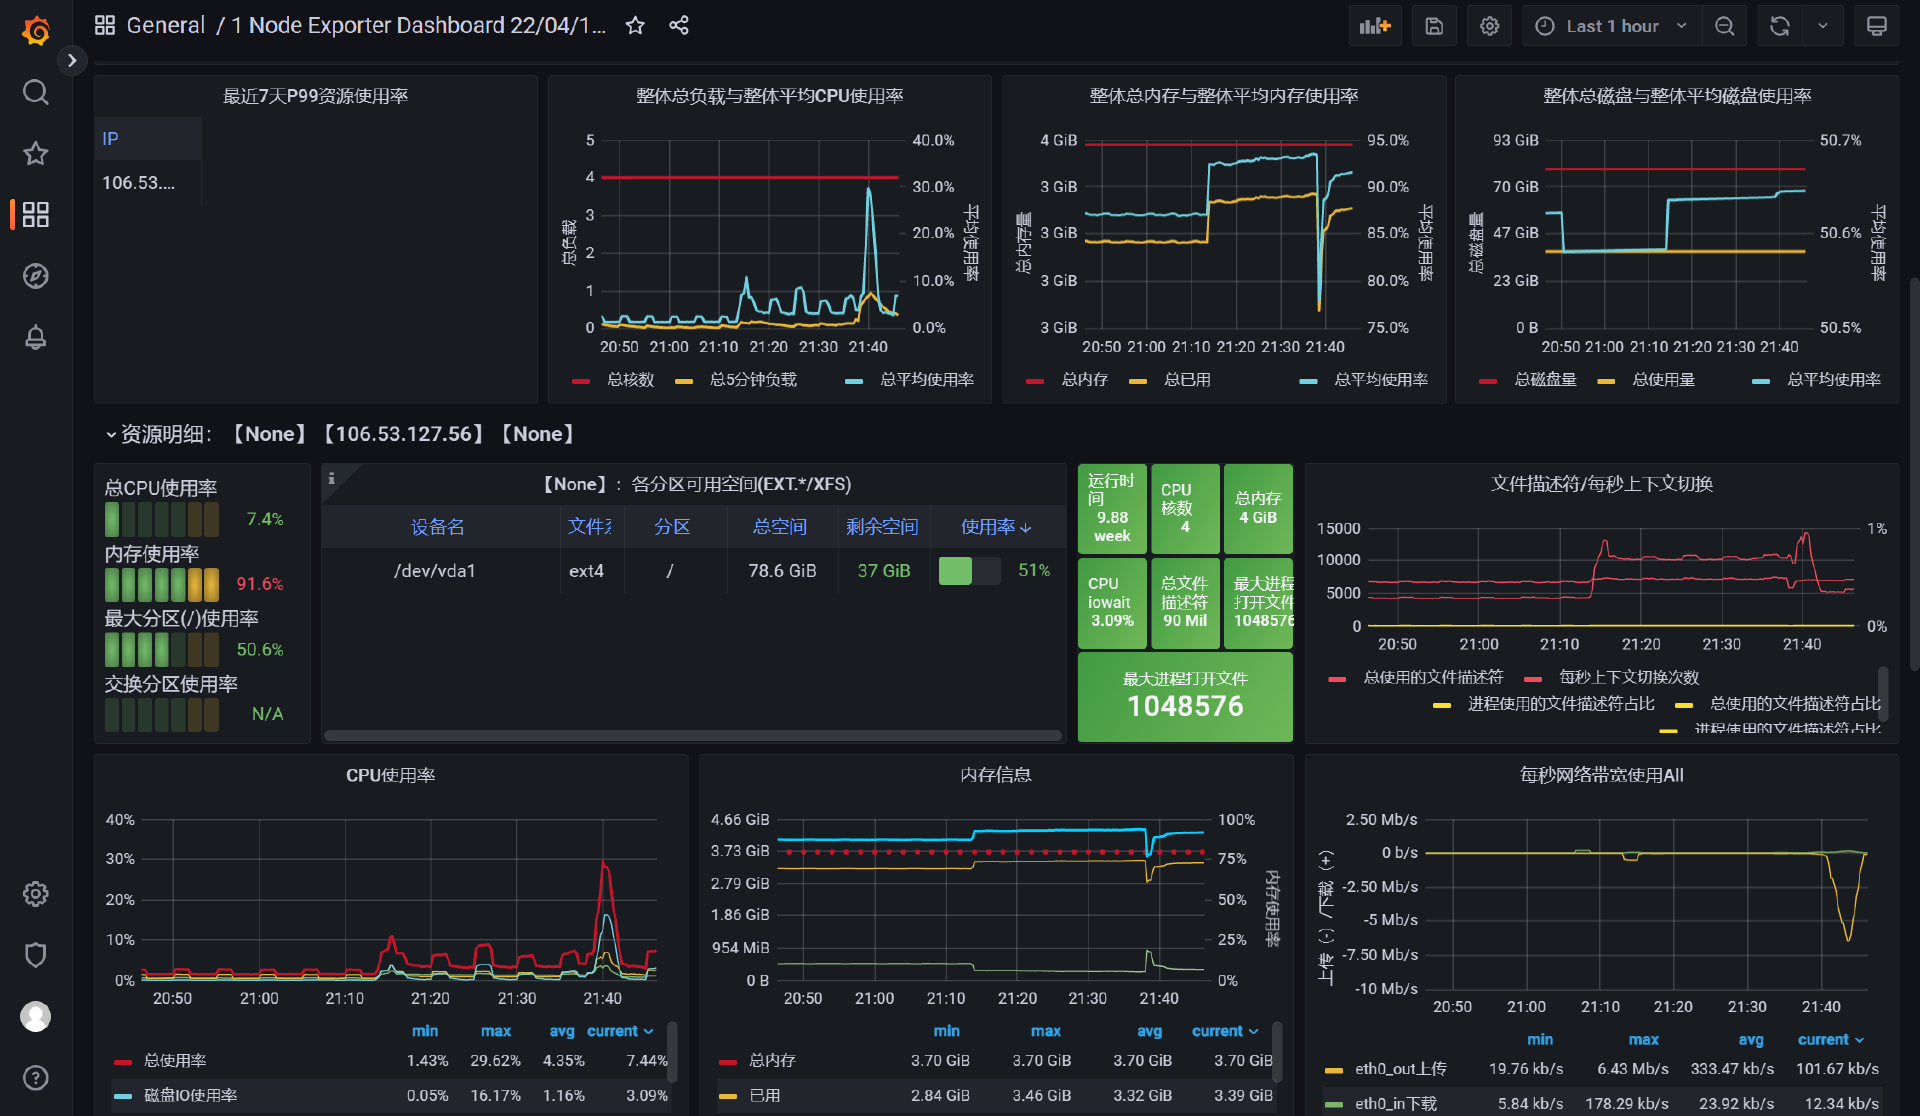 General / 1 Node Exporter Dashboard 22/04/1...
Last 1 hour
最近7天P99资源使用率
IP
106.53....
整体总负载与整体平均CPU使用率
5
4
3
2
1
0
总负载
40.0%
30.0%
20.0%
10.0%
0.0%
平均使用率
20:50 21:00 21:10 21:20 21:30 21:40
总核数 总5分钟负载 总平均使用率
整体总内存与整体平均内存使用率
4 GiB
3 GiB
3 GiB
3 GiB
3 GiB
总内存量
95.0%
90.0%
85.0%
80.0%
75.0%
平均使用率
20:50 21:00 21:10 21:20 21:30 21:40
总内存 总已用 总平均使用率
整体总磁盘与整体平均磁盘使用率
93 GiB
70 GiB
47 GiB
23 GiB
0 B
总磁盘量
50.7%
50.6%
50.5%
平均使用率
20:50 21:00 21:10 21:20 21:30 21:40
总磁盘量 总使用量 总平均使用率
资源明细：【None】【106.53.127.56】【None】
总CPU使用率
7.4%
内存使用率
91.6%
最大分区(/)使用率
50.6%
交换分区使用率
N/A
【None】：各分区可用空间(EXT.*/XFS)
设备名 文件系 分区 总空间 剩余空间 使用率
/dev/vda1 ext4 / 78.6 GiB 37 GiB 51%
运行时间
9.88 week
CPU核数
4
总内存
4 GiB
CPU iowait
3.09%
总文件描述符
90 Mil
最大进程打开文件
1048576
最大进程打开文件
1048576
文件描述符/每秒上下文切换
15000
10000
5000
0
1%
0%
20:50 21:00 21:10 21:20 21:30 21:40
总使用的文件描述符 每秒上下文切换次数
进程使用的文件描述符占比 总使用的文件描述符占比
进程使用的文件描述符占比
CPU使用率
40%
30%
20%
10%
0%
20:50 21:00 21:10 21:20 21:30 21:40
min max avg current
总使用率 1.43% 29.62% 4.35% 7.44%
磁盘IO使用率 0.05% 16.17% 1.16% 3.09%
内存信息
4.66 GiB
3.73 GiB
2.79 GiB
1.86 GiB
954 MiB
0 B
100%
75%
50%
25%
0%
内存使用率
20:50 21:00 21:10 21:20 21:30 21:40
min max avg current
总内存 3.70 GiB 3.70 GiB 3.70 GiB 3.70 GiB
已用 2.84 GiB 3.46 GiB 3.32 GiB 3.39 GiB
每秒网络带宽使用All
2.50 Mb/s
0 b/s
-2.50 Mb/s
-5 Mb/s
-7.50 Mb/s
-10 Mb/s
上传 (-) /下载 (+)
20:50 21:00 21:10 21:20 21:30 21:40
min max avg current
eth0_out上传 19.76 kb/s 6.43 Mb/s 333.47 kb/s 101.67 kb/s
eth0_in下载 5.84 kb/s 178.29 kb/s 23.92 kb/s 12.34 kb/s